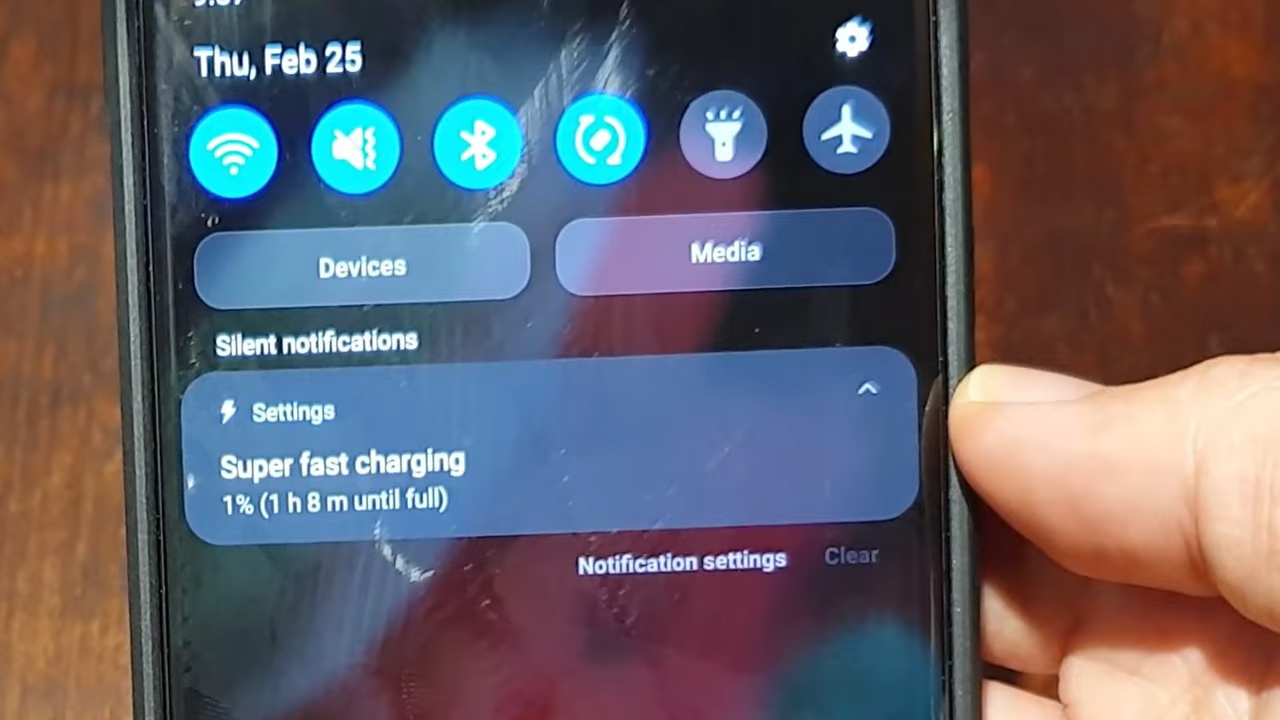 Thu, Feb 25
Devices
Media
Silent notifications
Settings
Super fast charging
1% (1 h 8 m until full)
Notification settings
Clear